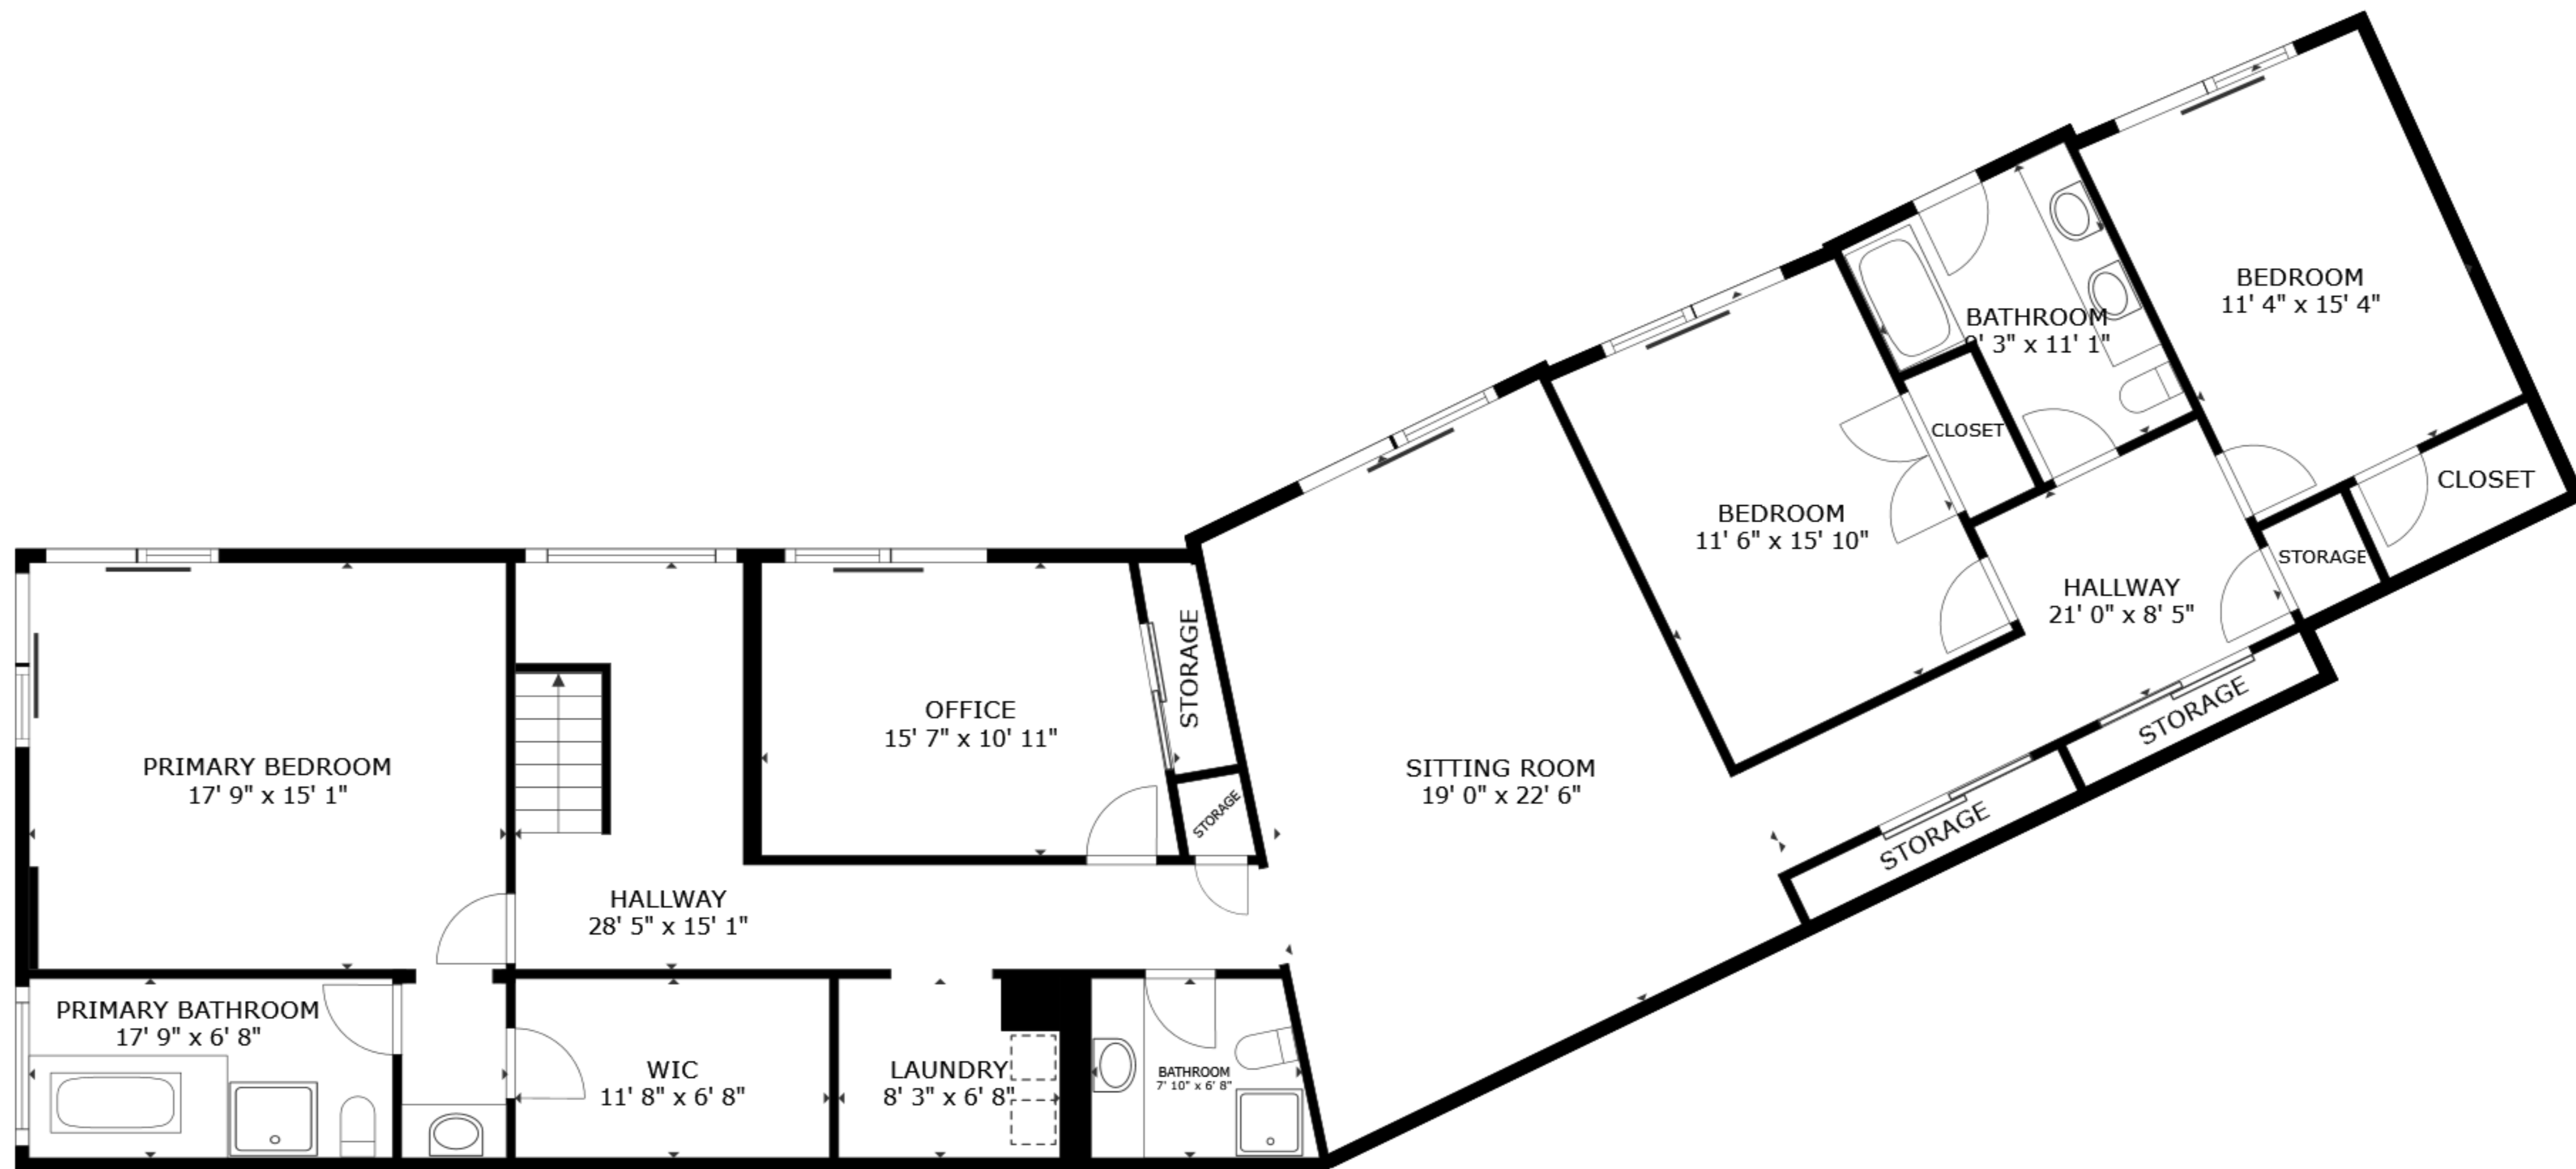 BEDROOM
11' 4" x 15' 4"
BATHROOM
9' 3" x 11' 1"
CLOSET
CLOSET
BEDROOM
11' 6" x 15' 10"
STORAGE
HALLWAY
21' 0" x 8' 5"
STORAGE
STORAGE
STORAGE
OFFICE
15' 7" x 10' 11"
STORAGE
SITTING ROOM
19' 0" x 22' 6"
PRIMARY BEDROOM
17' 9" x 15' 1"
HALLWAY
28' 5" x 15' 1"
PRIMARY BATHROOM
17' 9" x 6' 8"
WIC
11' 8" x 6' 8"
LAUNDRY
8' 3" x 6' 8"
BATHROOM
7' 10" x 6' 8"